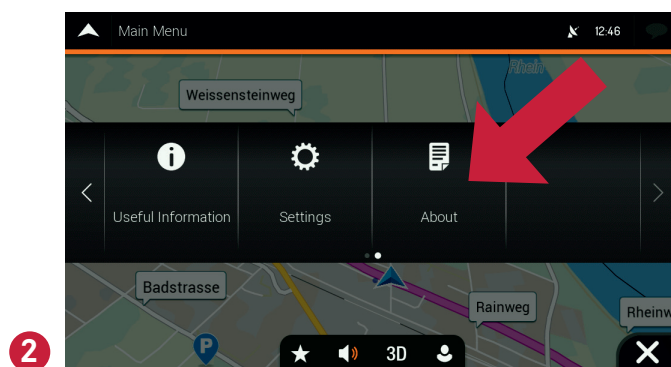 Main Menu
12:46
Rhein
Weissensteinweg
Useful Information
Settings
About
Badstrasse
Rainweg
Rheinw
P
3D
2